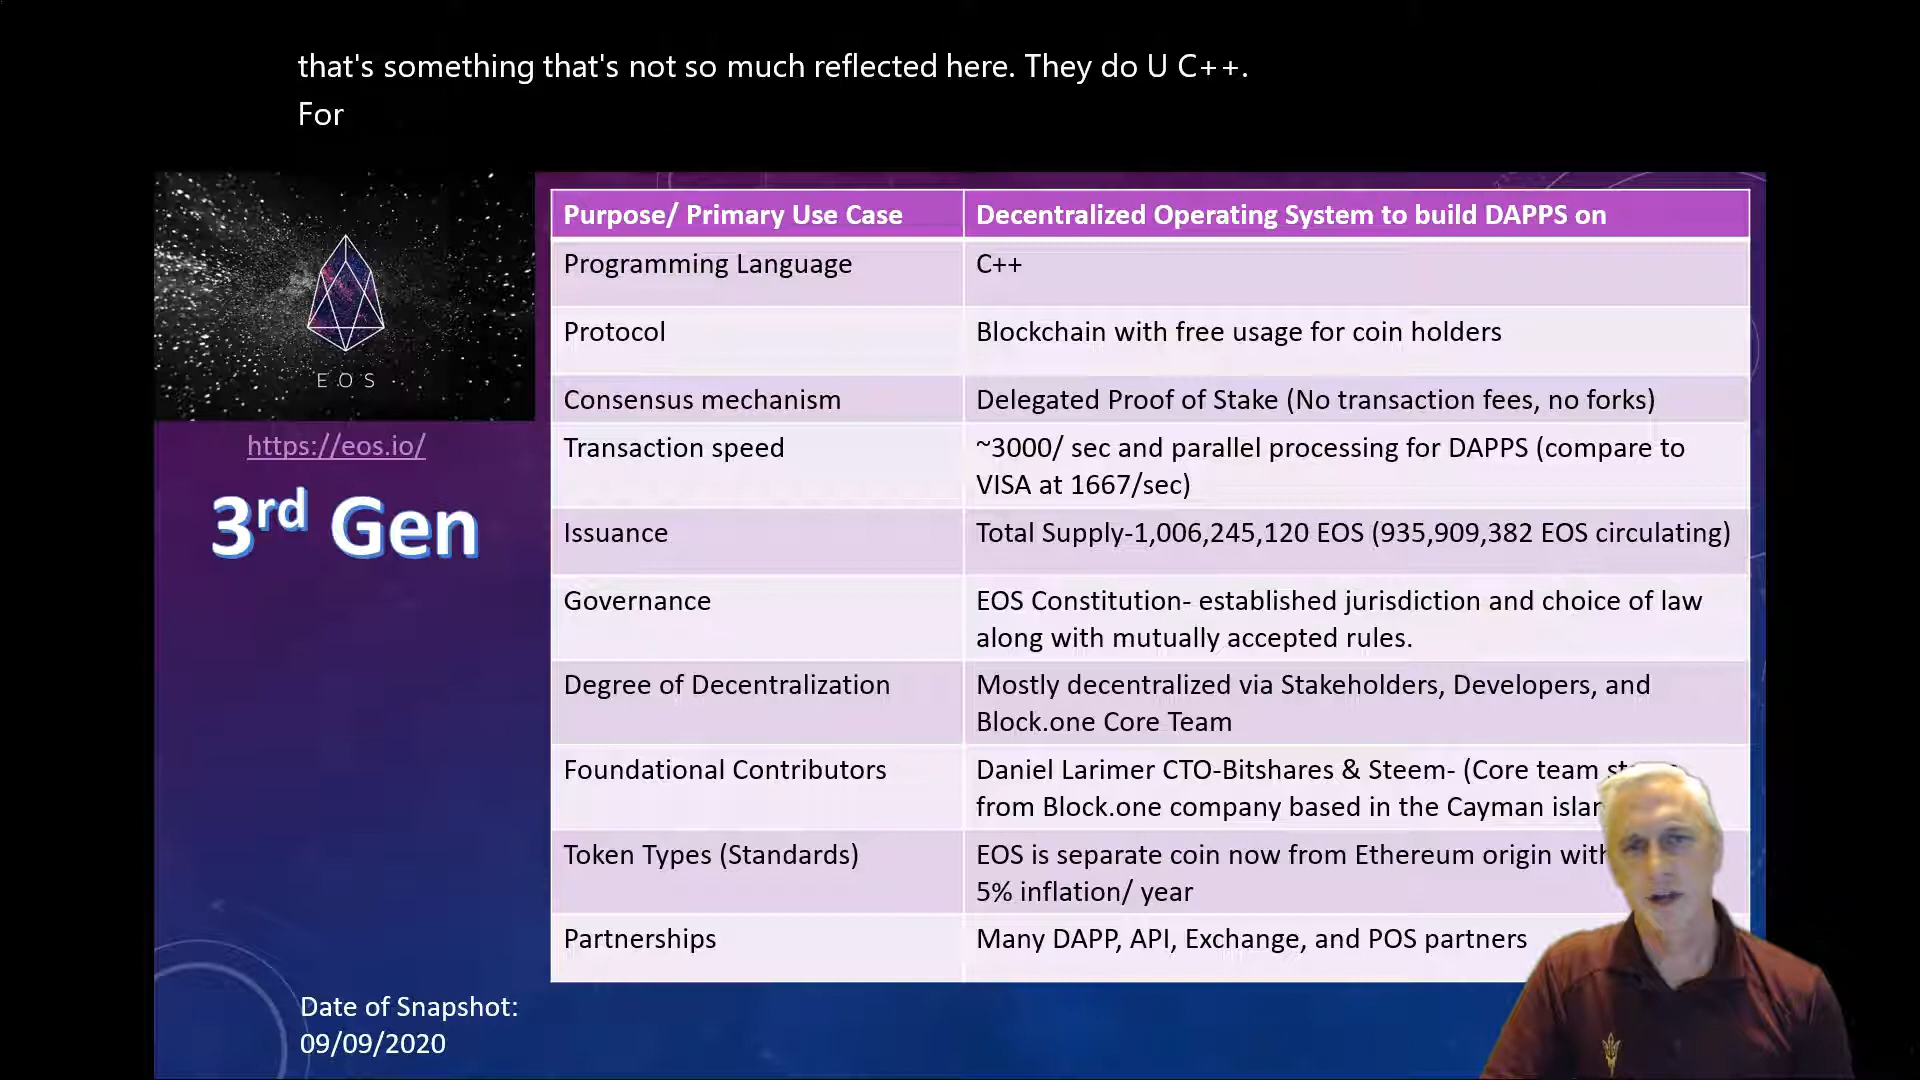 that's something that's not so much reflected here. They do U C++.
For
EOS
https://eos.io/
3rd Gen
Date of Snapshot:
09/09/2020
Purpose/ Primary Use Case Decentralized Operating System to build DAPPS on
Programming Language C++
Protocol Blockchain with free usage for coin holders
Consensus mechanism Delegated Proof of Stake (No transaction fees, no forks)
Transaction speed ~3000/ sec and parallel processing for DAPPS (compare to
VISA at 1667/sec)
Issuance Total Supply-1,006,245,120 EOS (935,909,382 EOS circulating)
Governance EOS Constitution- established jurisdiction and choice of law
along with mutually accepted rules.
Degree of Decentralization Mostly decentralized via Stakeholders, Developers, and
Block.one Core Team
Foundational Contributors Daniel Larimer CTO-Bitshares & Steem- (Core team
from Block.one company based in the Cayman
Token Types (Standards) EOS is separate coin now from Ethereum origin
5% inflation/ year
Partnerships Many DAPP, API, Exchange, and POS partners